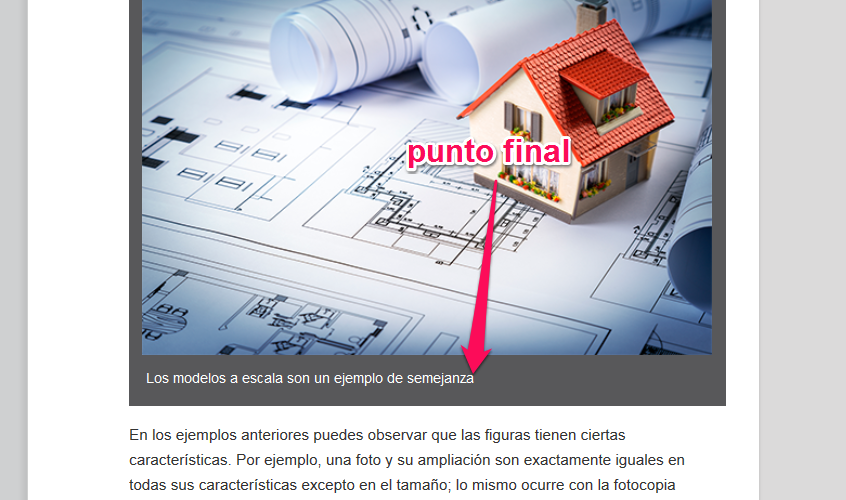 punto final
Los modelos a escala son un ejemplo de semejanza
En los ejemplos anteriores puedes observar que las figuras tienen ciertas
características. Por ejemplo, una foto y su ampliación son exactamente iguales en
todas sus características excepto en el tamaño; lo mismo ocurre con la fotocopia